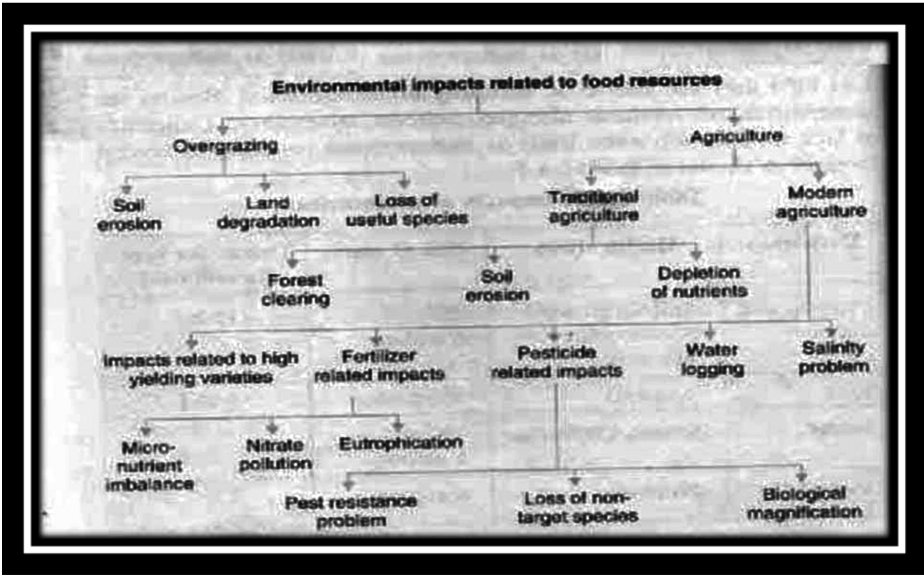 Environmental impacts related to food resources
Overgrazing
Agriculture
Soil
erosion
Land
degradation
Loss of
useful species
Traditional
agriculture
Modern
agriculture
Forest
clearing
Soil
erosion
Depletion
of nutrients
Impacts related to high
yielding varieties
Fertilizer
related impacts
Pesticide
related impacts
Water
logging
Salinity
problem
Micro-
nutrient
imbalance
Nitrate
pollution
Eutrophication
Pest resistance
problem
Loss of non-
target species
Biological
magnification